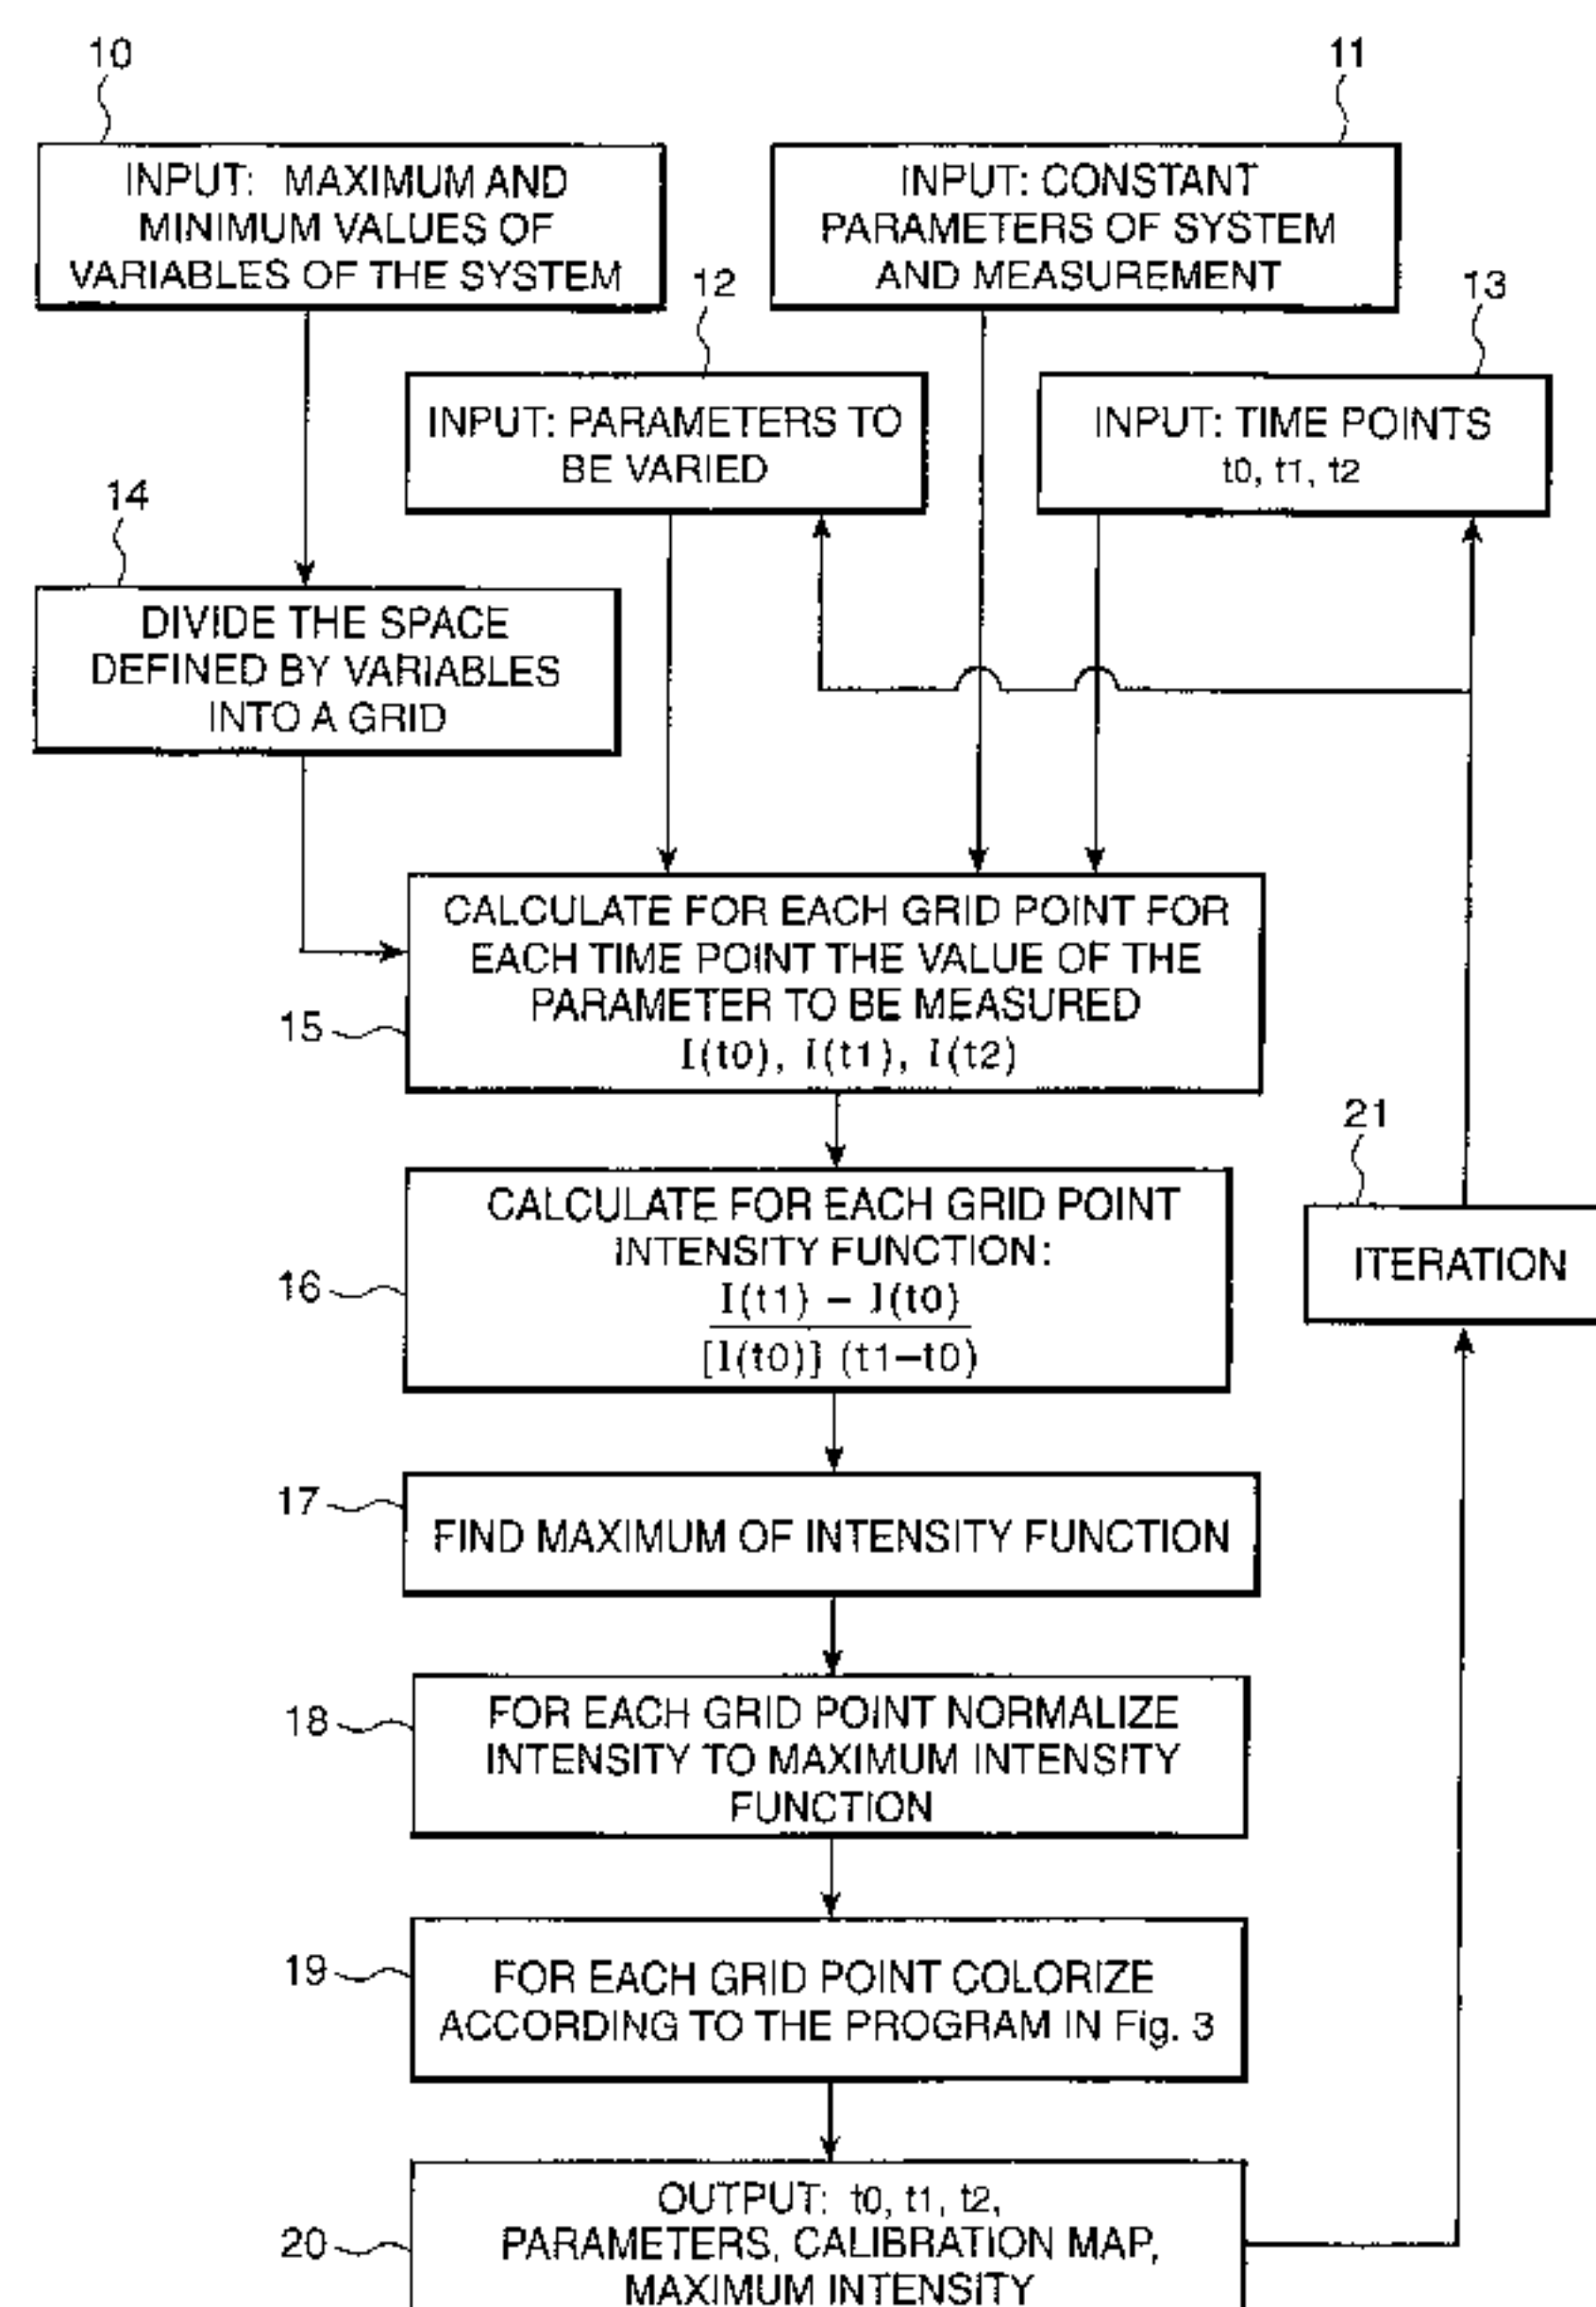 10
11
INPUT: MAXIMUM AND
MINIMUM VALUES OF
VARIABLES OF THE SYSTEM
INPUT: CONSTANT
PARAMETERS OF SYSTEM
AND MEASUREMENT
12
13
INPUT: PARAMETERS TO
BE VARIED
INPUT: TIME POINTS
t0, t1, t2
14
DIVIDE THE SPACE
DEFINED BY VARIABLES
INTO A GRID
CALCULATE FOR EACH GRID POINT FOR
EACH TIME POINT THE VALUE OF THE
PARAMETER TO BE MEASURED
I(t0), I(t1), I(t2)
15
21
ITERATION
CALCULATE FOR EACH GRID POINT
INTENSITY FUNCTION:
I(t1) – I(t0)
[I(t0)] (t1–t0)
16
17
FIND MAXIMUM OF INTENSITY FUNCTION
18
FOR EACH GRID POINT NORMALIZE
INTENSITY TO MAXIMUM INTENSITY
FUNCTION
19
FOR EACH GRID POINT COLORIZE
ACCORDING TO THE PROGRAM IN Fig. 3
20
OUTPUT: t0, t1, t2,
PARAMETERS, CALIBRATION MAP,
MAXIMUM INTENSITY